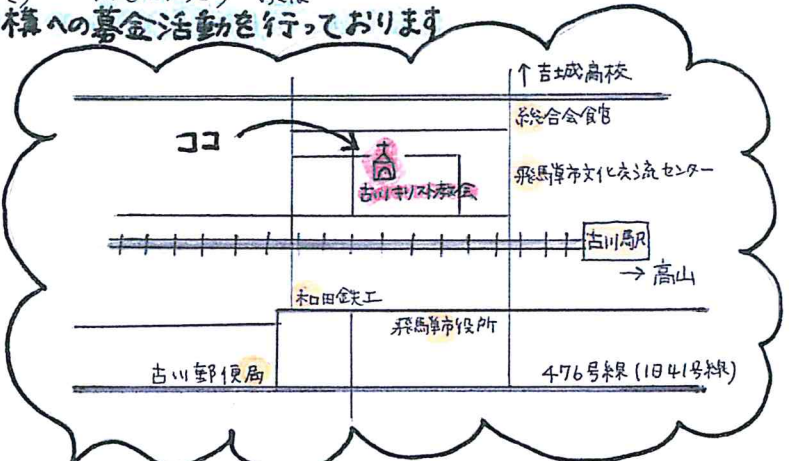 構への募金活動を行っております
↑吉城高校
総合会食官
ココ
古川キリスト教会
飛騨市文化交流センター
古川駅
→高山
和田鉄工
飛騨市役所
古川郵便局
476号線(旧41号線)